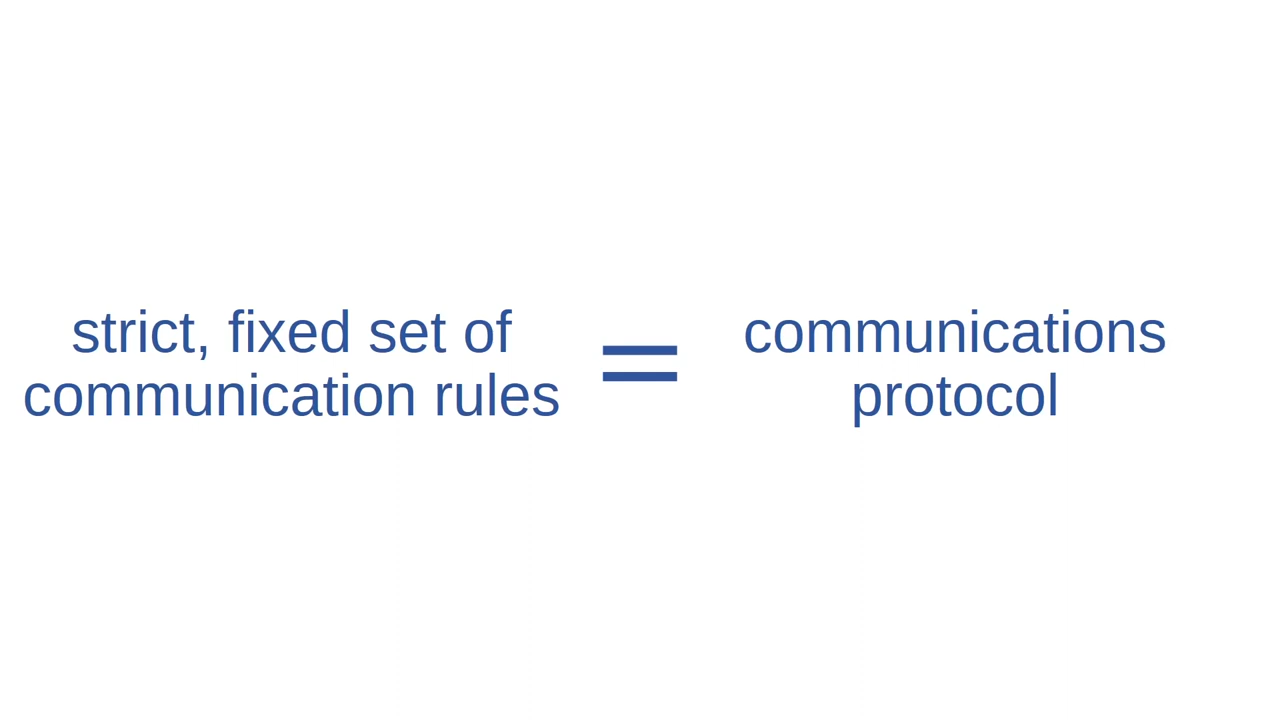 strict, fixed set of
communication rules
=
communications
protocol